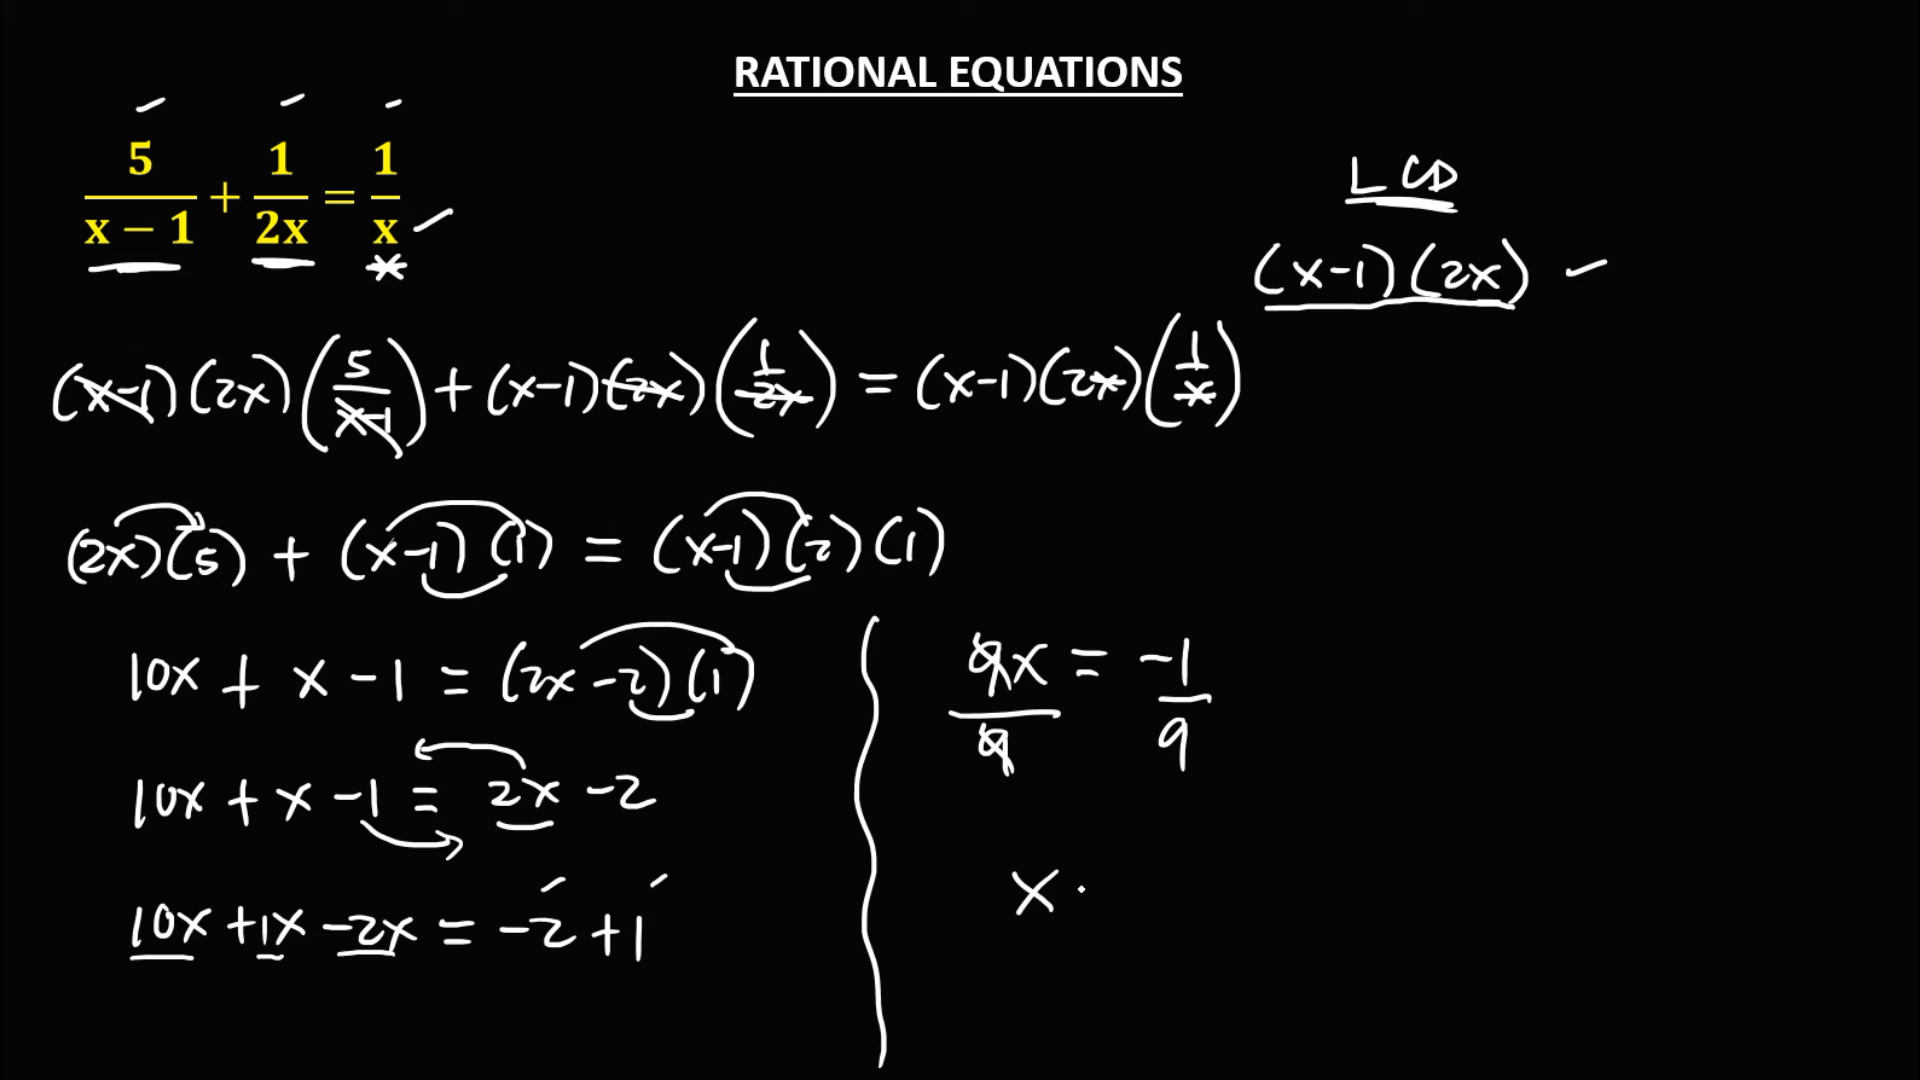 RATIONAL EQUATIONS
5/(x − 1) + 1/2x = 1/x
LCD
(x-1)(2x)
(x-1)(2x)(5/(x-1)) + (x-1)(2x)(1/2x) = (x-1)(2x)(1/x)
(2x)(5) + (x-1)(1) = (x-1)(2)(1)
10x + x - 1 = (2x - 2)(1)
10x + x - 1 = 2x - 2
10x + 1x - 2x = -2 + 1
9x/9 = -1/9
x